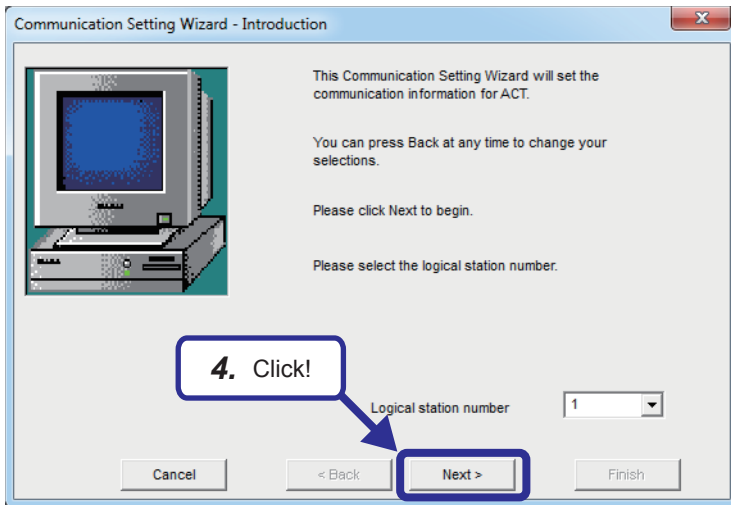 Communication Setting Wizard - Introduction
This Communication Setting Wizard will set the
communication information for ACT.
You can press Back at any time to change your
selections.
Please click Next to begin.
Please select the logical station number.
4. Click!
Logical station number 1
Cancel < Back Next > Finish